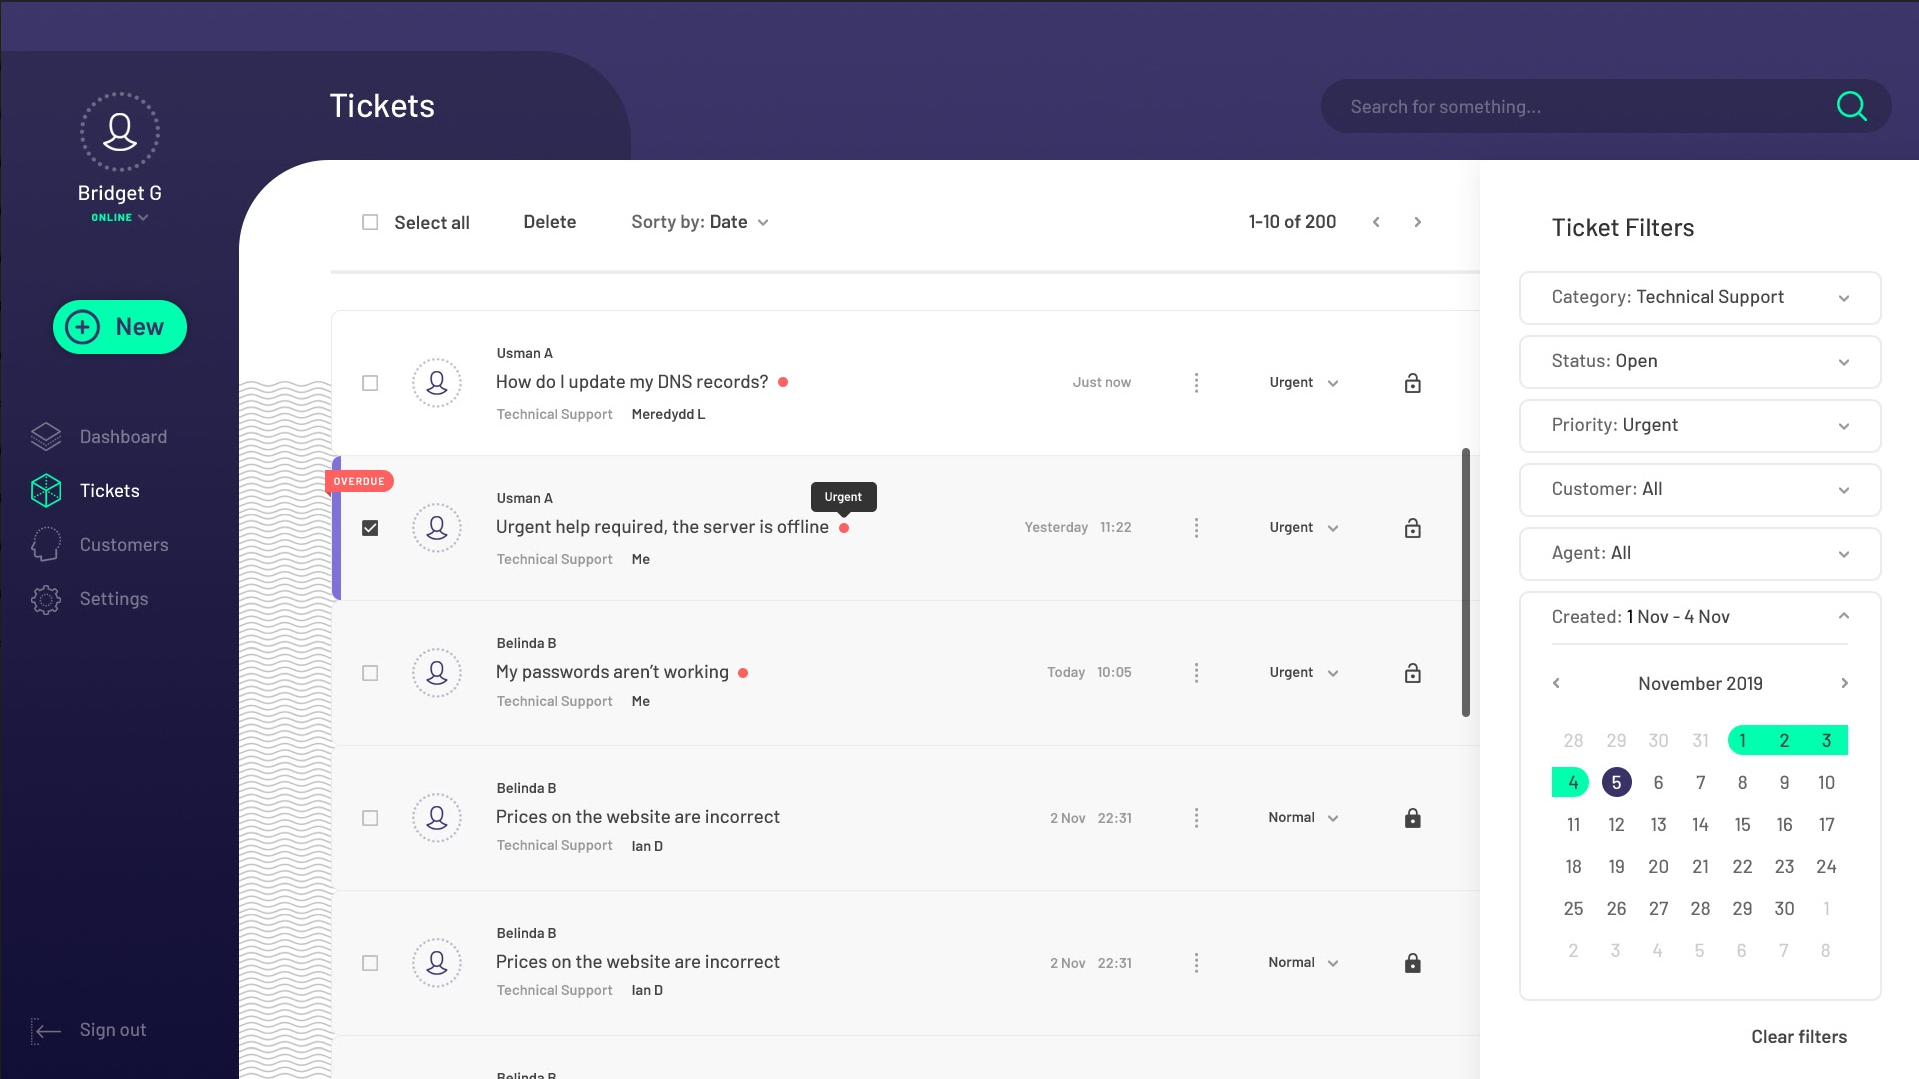 Tickets
Search for something...
Bridget G
ONLINE
New
Dashboard
Tickets
Customers
Settings
Sign out
Select all Delete Sorty by: Date 1-10 of 200
Usman A
How do I update my DNS records? Just now Urgent
Technical Support Meredydd L
OVERDUE
Usman A
Urgent
Urgent help required, the server is offline Yesterday 11:22 Urgent
Technical Support Me
Belinda B
My passwords aren’t working Today 10:05 Urgent
Technical Support Me
Belinda B
Prices on the website are incorrect 2 Nov 22:31 Normal
Technical Support Ian D
Belinda B
Prices on the website are incorrect 2 Nov 22:31 Normal
Technical Support Ian D
Belinda B
Ticket Filters
Category: Technical Support
Status: Open
Priority: Urgent
Customer: All
Agent: All
Created: 1 Nov - 4 Nov
November 2019
28 29 30 31 1 2 3
4 5 6 7 8 9 10
11 12 13 14 15 16 17
18 19 20 21 22 23 24
25 26 27 28 29 30 1
2 3 4 5 6 7 8
Clear filters